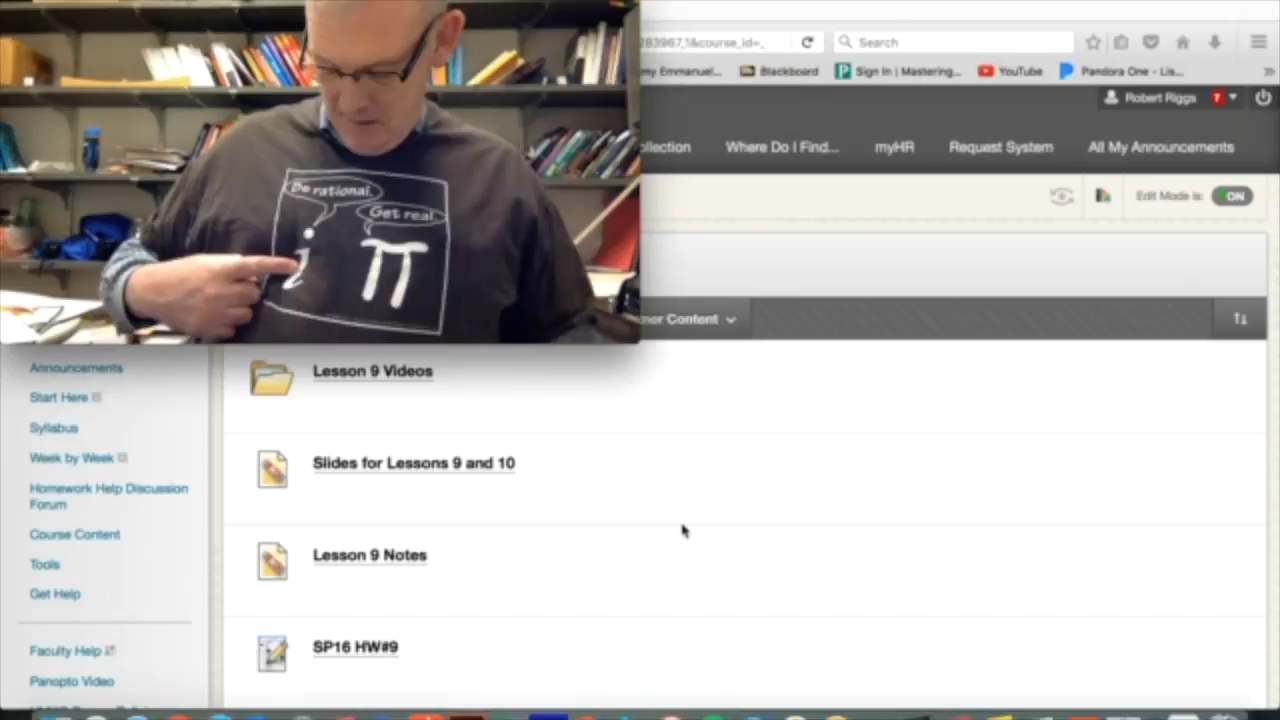 283967_1&course_id=_
Search
my Emmanuel...
Blackboard
Sign In | Mastering...
YouTube
Pandora One - Lis...
Robert Riggs
7
ollection
Where Do I Find...
myHR
Request System
All My Announcements
Edit Mode is:
ON
Be rational.
Get real.
i
π
ner Content
Announcements
Start Here
Syllabus
Week by Week
Homework Help Discussion
Forum
Course Content
Tools
Get Help
Faculty Help
Panopto Video
Lesson 9 Videos
Slides for Lessons 9 and 10
Lesson 9 Notes
SP16 HW#9